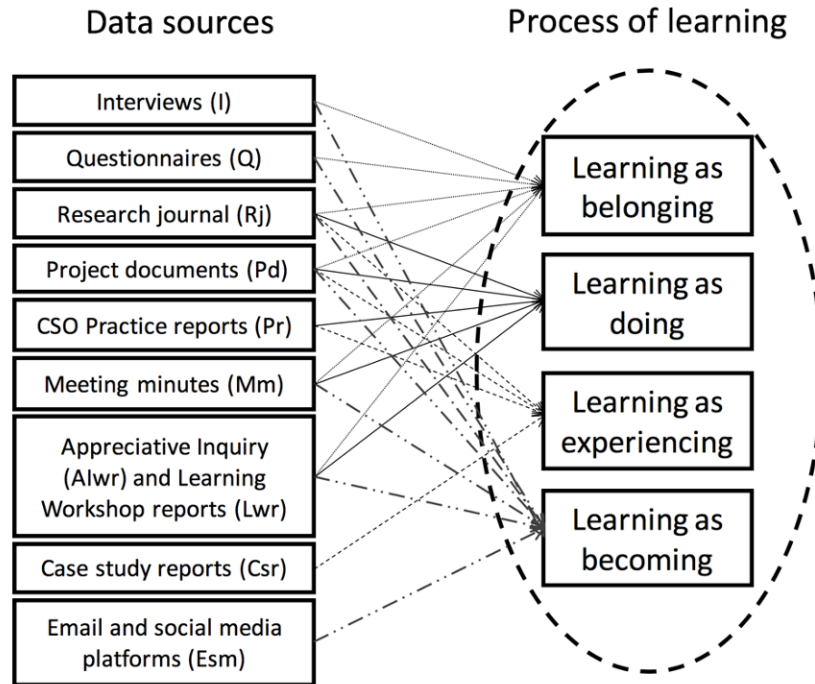 Data sources
Process of learning
Interviews (I)
Questionnaires (Q)
Research journal (Rj)
Project documents (Pd)
CSO Practice reports (Pr)
Meeting minutes (Mm)
Appreciative Inquiry
(AIwr) and Learning
Workshop reports (Lwr)
Case study reports (Csr)
Email and social media
platforms (Esm)
Learning as
belonging
Learning as
doing
Learning as
experiencing
Learning as
becoming